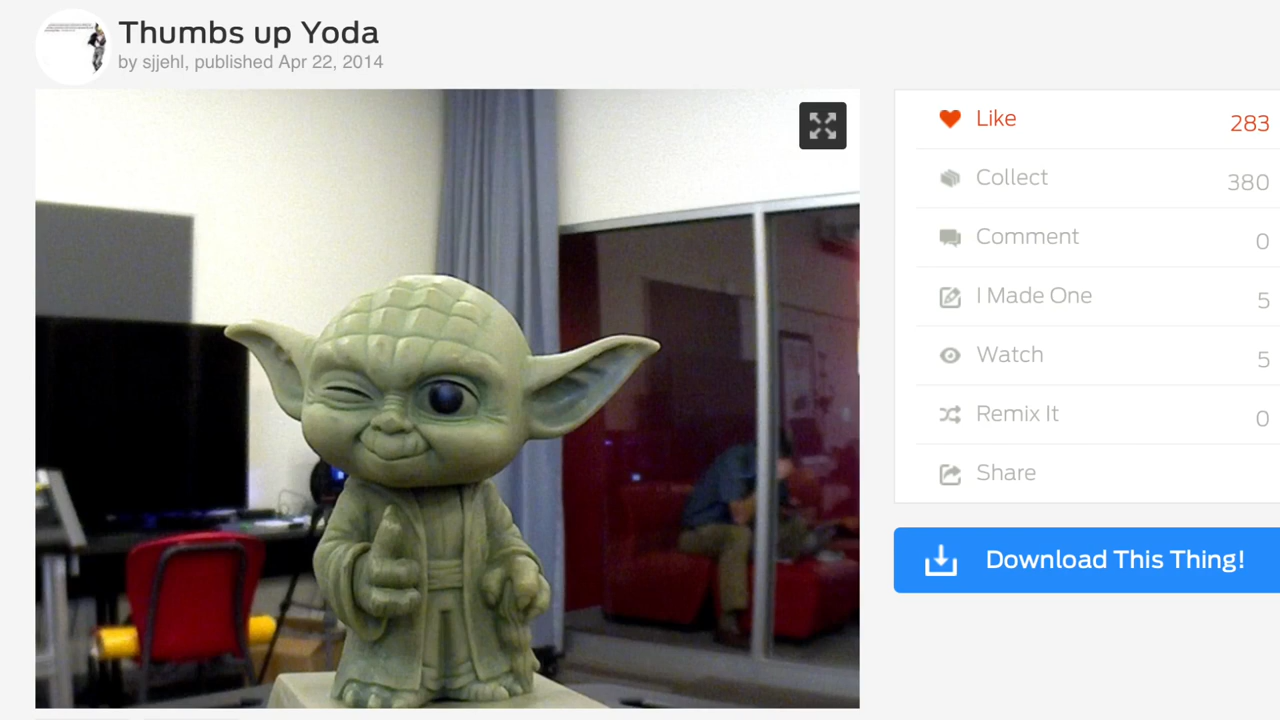 Thumbs up Yoda
by sjjehl, published Apr 22, 2014
Like 283
Collect 380
Comment 0
I Made One 5
Watch 5
Remix It 0
Share
Download This Thing!